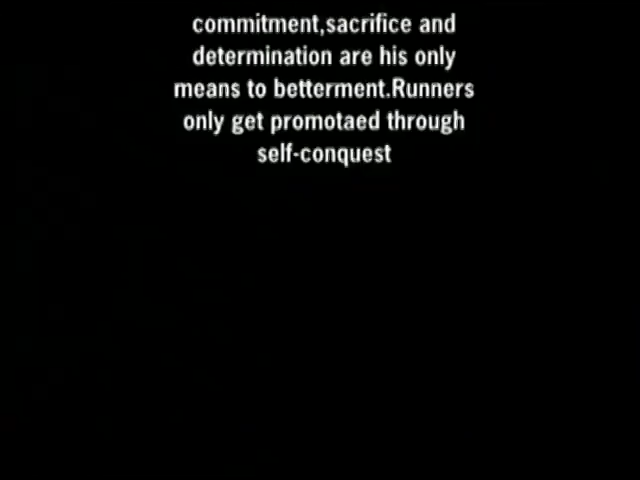 commitment,sacrifice and
determination are his only
means to betterment.Runners
only get promotaed through
self-conquest